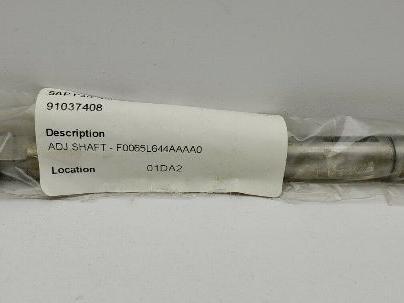 91037408
Description
ADJ SHAFT - F0065L644AAAA0
Location 01DA2